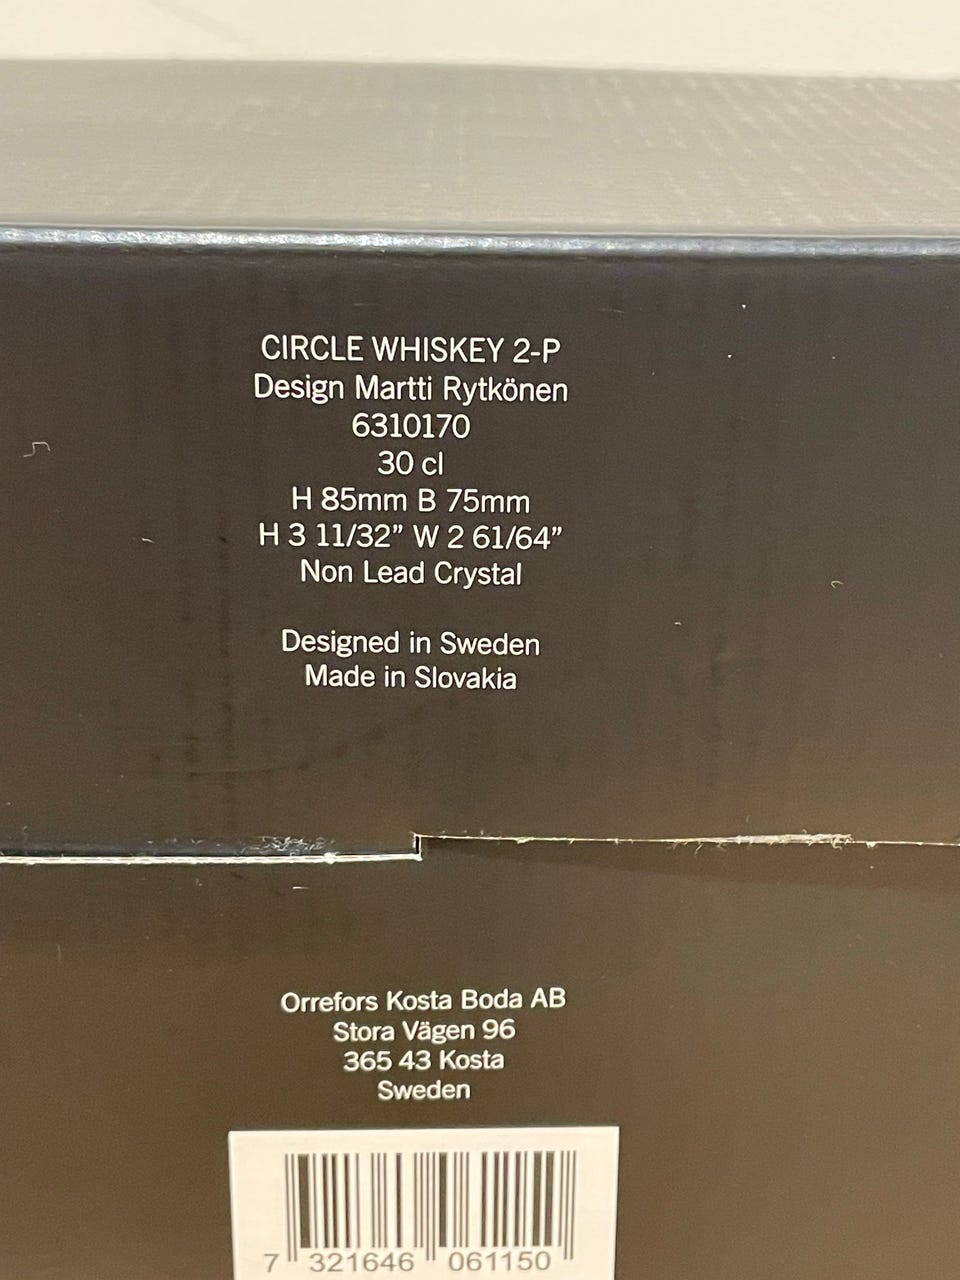 CIRCLE WHISKEY 2-P
Design Martti Rytkönen
6310170
30 cl
H 85mm B 75mm
H 3 11/32” W 2 61/64”
Non Lead Crystal
Designed in Sweden
Made in Slovakia
Orrefors Kosta Boda AB
Stora Vägen 96
365 43 Kosta
Sweden
7 321646 061150